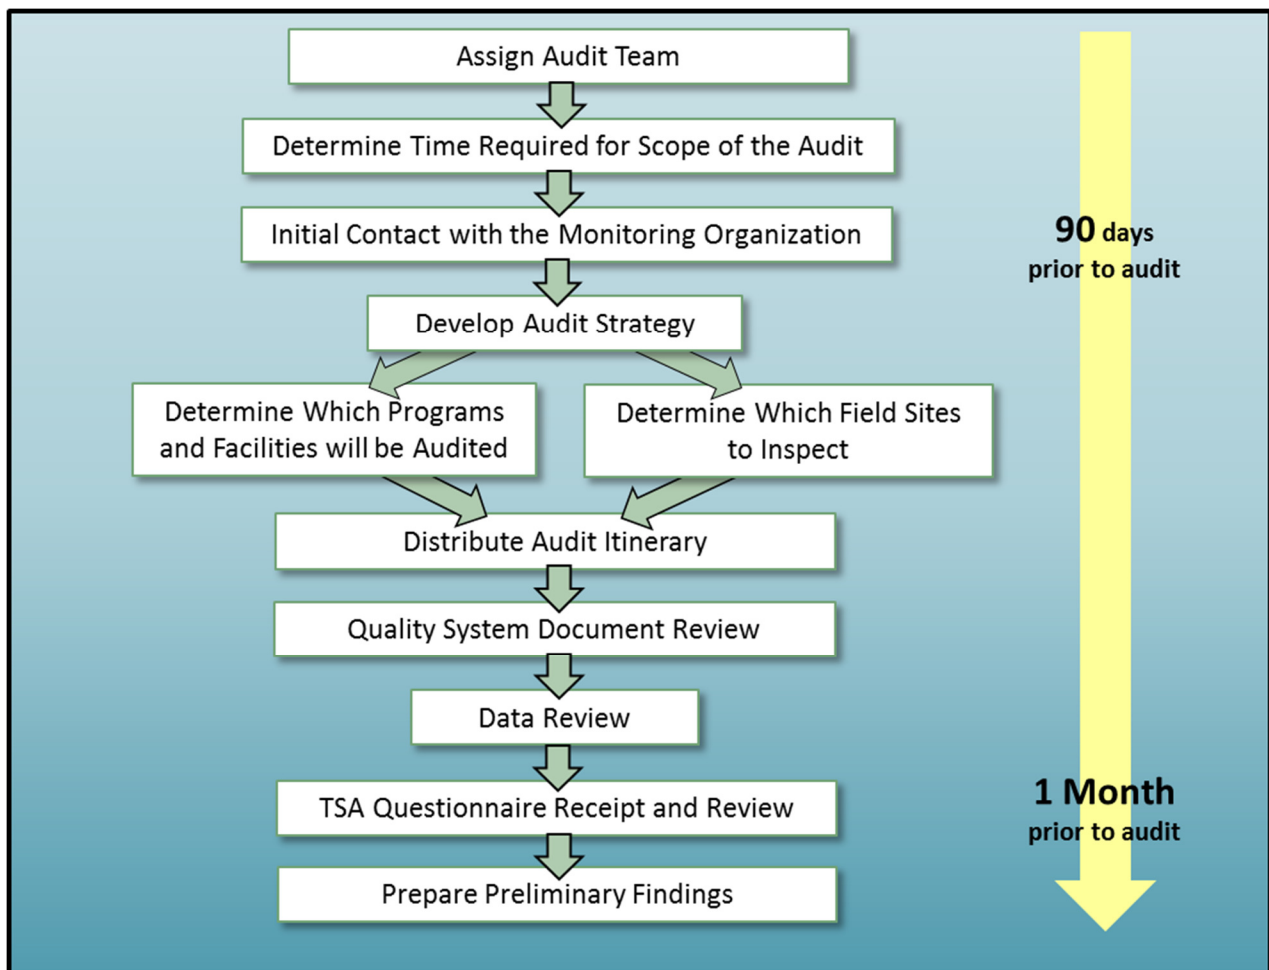 Assign Audit Team
Determine Time Required for Scope of the Audit
Initial Contact with the Monitoring Organization
90 days
prior to audit
Develop Audit Strategy
Determine Which Programs
and Facilities will be Audited
Determine Which Field Sites
to Inspect
Distribute Audit Itinerary
Quality System Document Review
Data Review
TSA Questionnaire Receipt and Review
1 Month
prior to audit
Prepare Preliminary Findings